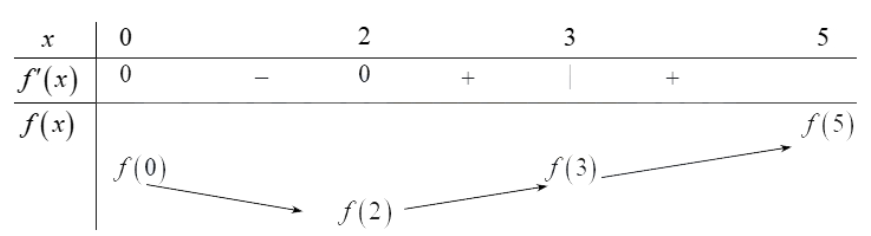 x 0 2 3 5
f′(x) 0 − 0 + | +
f(x) f(5)
f(0) f(3)
f(2)